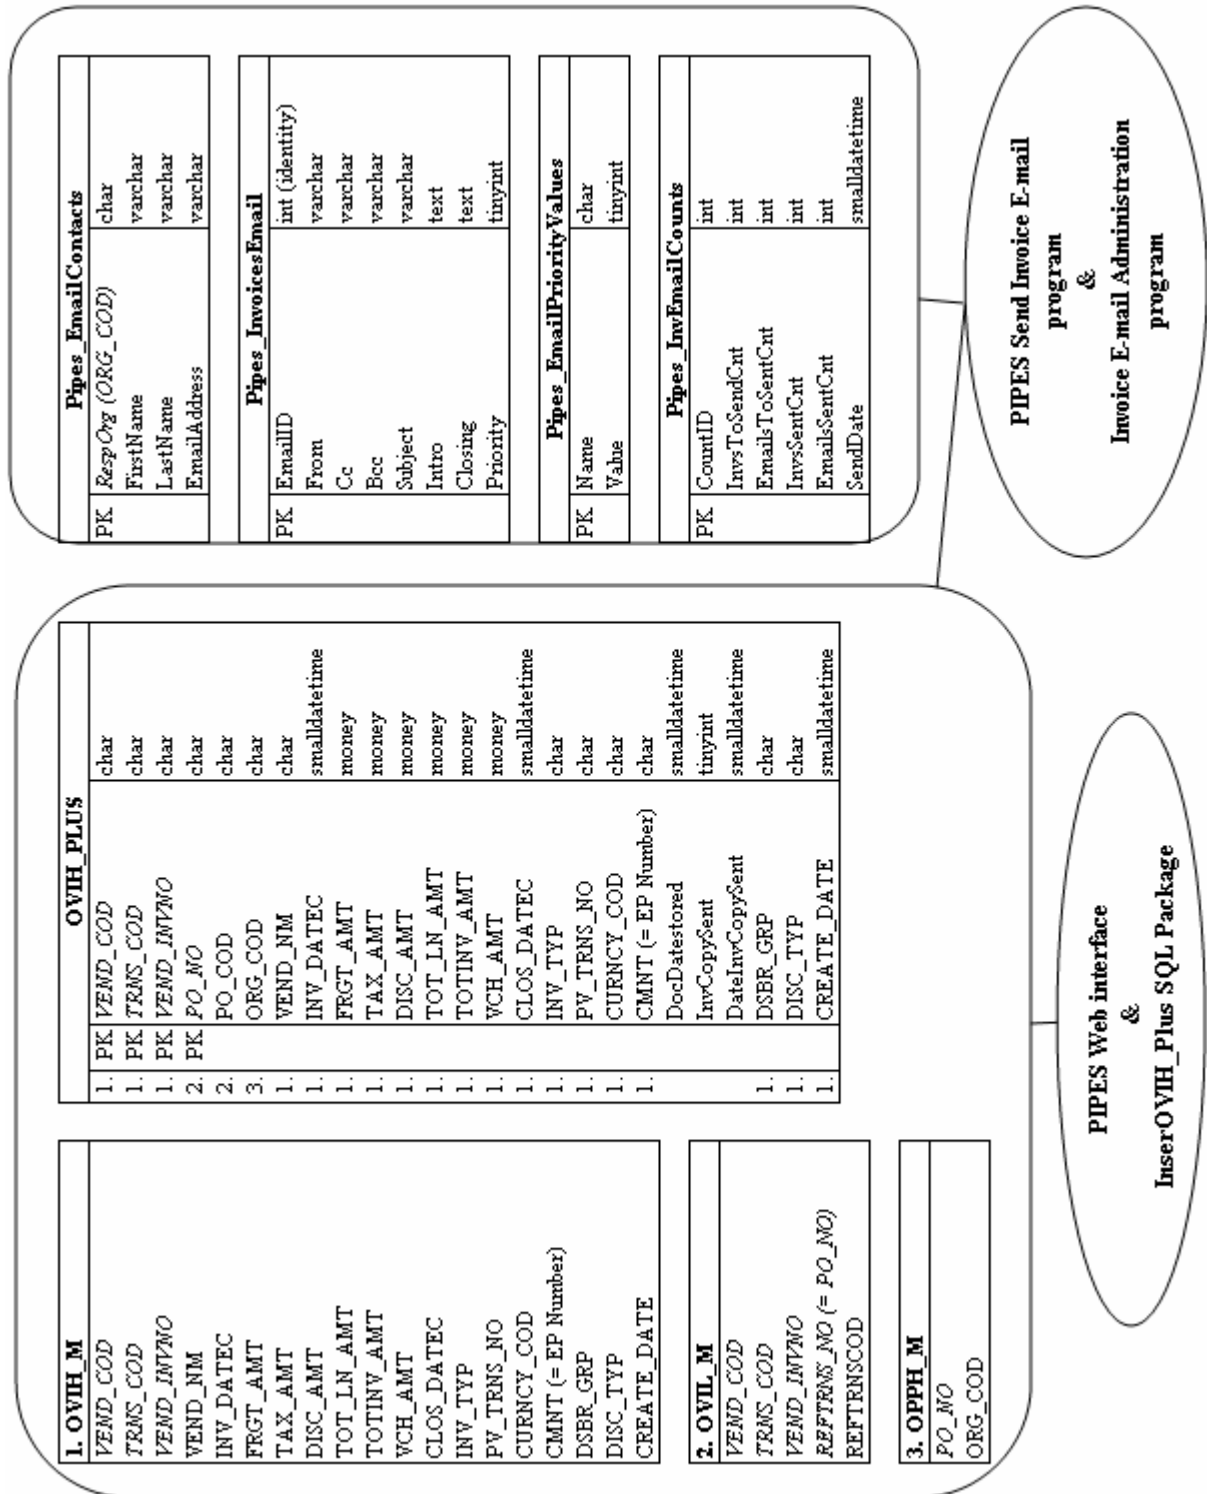 1. OVIH_M
VEND_COD
TRNS_COD
VEND_INVNO
VEND_NM
INV_DATEC
FRGT_AMT
TAX_AMT
DISC_AMT
TOT_LN_AMT
TOTINV_AMT
VCH_AMT
CLOS_DATEC
INV_TYP
PV_TRNS_NO
CURNCY_COD
CMNT (= EP Number)
DSBR_GRP
DISC_TYP
CREATE_DATE
2. OVIL_M
VEND_COD
TRNS_COD
VEND_INVNO
REFTRNS_NO (= PO_NO)
REFTRNSCOD
3. OPPH_M
PO_NO
ORG_COD
OVIH_PLUS
1. PK VEND_COD char
1. PK TRNS_COD char
1. PK VEND_INVNO char
2. PK PO_NO char
2. PO_COD char
3. ORG_COD char
1. VEND_NM char
1. INV_DATEC smalldatetime
1. FRGT_AMT money
1. TAX_AMT money
1. DISC_AMT money
1. TOT_LN_AMT money
1. TOTINV_AMT money
1. VCH_AMT money
1. CLOS_DATEC smalldatetime
1. INV_TYP char
1. PV_TRNS_NO char
1. CURRENCY_COD char
1. CMNT (= EP Number) char
DocDatestored smalldatetime
InvCopySent tinyint
DateInvCopySent smalldatetime
1. DSBR_GRP char
1. DISC_TYP char
1. CREATE_DATE smalldatetime
Pipes_EmailContacts
PK RespOrg (ORG_COD) char
FirstName varchar
LastName varchar
EmailAddress varchar
Pipes_InvoicesEmail
PK EmailID int (identity)
From varchar
Cc varchar
Bcc varchar
Subject varchar
Intro text
Closing text
Priority tinyint
Pipes_EmailPriorityValues
PK Name char
Value tinyint
Pipes_InvEmailCounts
PK CountID int
InvsToSendCnt int
EmailsToSentCnt int
InvsSentCnt int
EmailsSentCnt int
SendDate smalldatetime
PIPES Web interface
&
InserOVIH_Plus SQL Package
PIPES Send Invoice E-mail
program
&
Invoice E-mail Administration
program